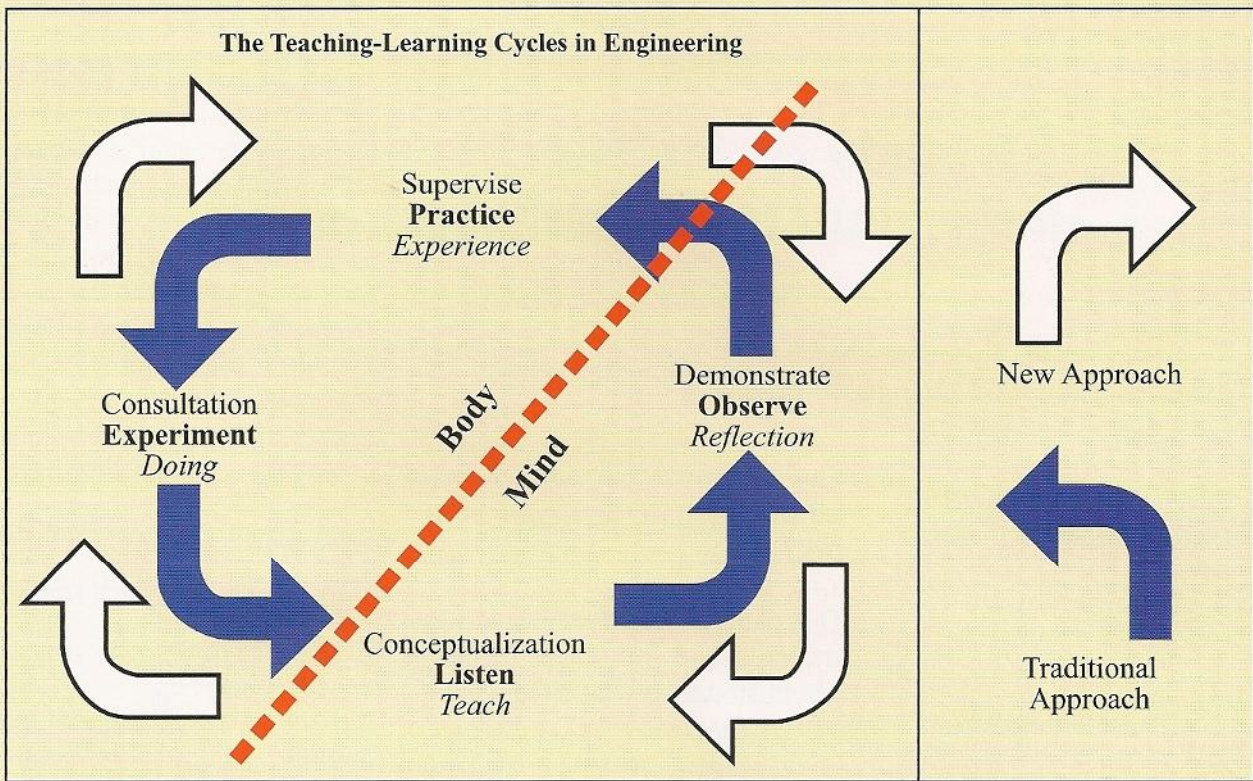 The Teaching-Learning Cycles in Engineering
Supervise
Practice
Experience
Consultation
Experiment
Doing
Body
Mind
Demonstrate
Observe
Reflection
Conceptualization
Listen
Teach
New Approach
Traditional
Approach